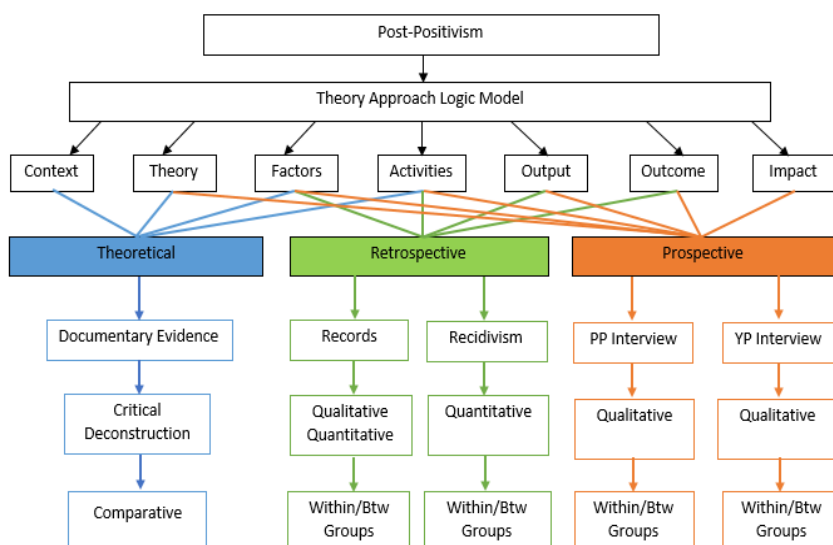 Post-Positivism
Theory Approach Logic Model
Context
Theory
Factors
Activities
Output
Outcome
Impact
Theoretical
Retrospective
Prospective
Documentary Evidence
Records
Recidivism
PP Interview
YP Interview
Critical
Deconstruction
Qualitative
Quantitative
Quantitative
Qualitative
Qualitative
Comparative
Within/Btw
Groups
Within/Btw
Groups
Within/Btw
Groups
Within/Btw
Groups